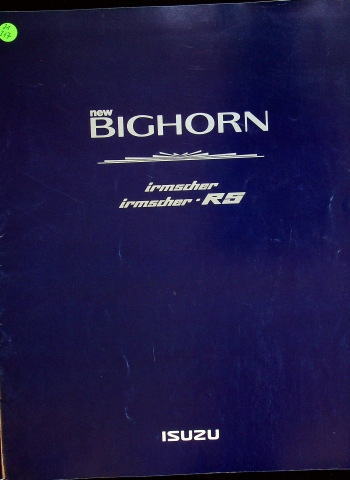 new
BIGHORN
irmscher
irmscher·RS
ISUZU